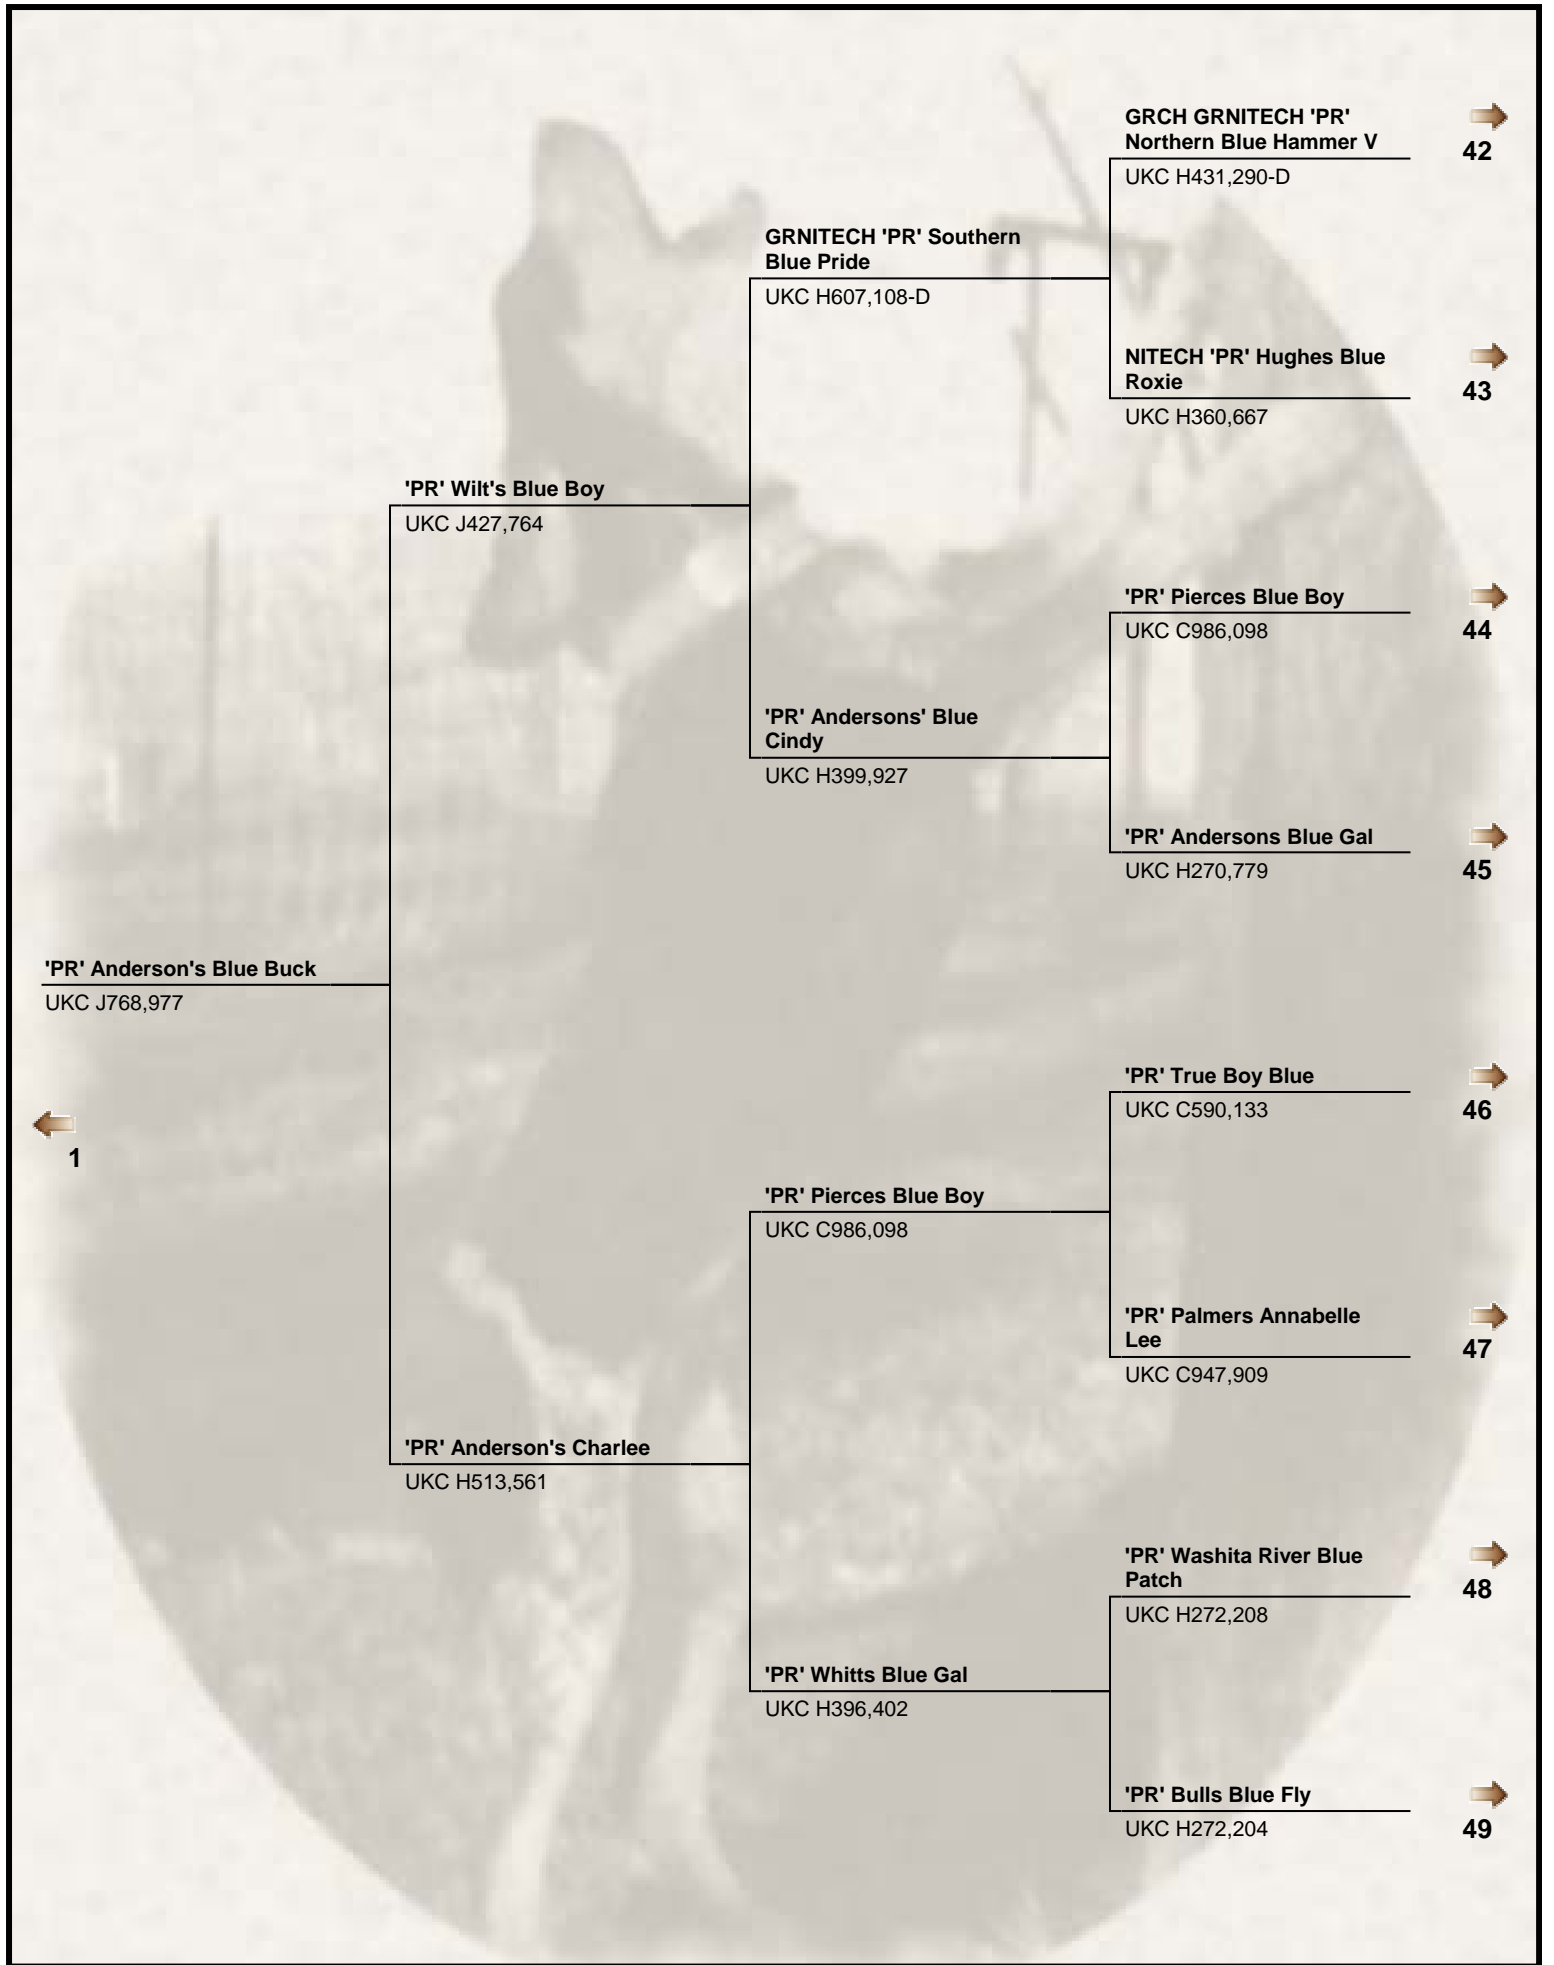 GRCH GRNITECH 'PR'
Northern Blue Hammer V
UKC H431,290-D
42
GRNITECH 'PR' Southern
Blue Pride
UKC H607,108-D
NITECH 'PR' Hughes Blue
Roxie
UKC H360,667
43
'PR' Wilt's Blue Boy
UKC J427,764
'PR' Pierces Blue Boy
UKC C986,098
44
'PR' Andersons' Blue
Cindy
UKC H399,927
'PR' Andersons Blue Gal
UKC H270,779
45
'PR' Anderson's Blue Buck
UKC J768,977
1
'PR' True Boy Blue
UKC C590,133
46
'PR' Pierces Blue Boy
UKC C986,098
'PR' Palmers Annabelle
Lee
UKC C947,909
47
'PR' Anderson's Charlee
UKC H513,561
'PR' Washita River Blue
Patch
UKC H272,208
48
'PR' Whitts Blue Gal
UKC H396,402
'PR' Bulls Blue Fly
UKC H272,204
49